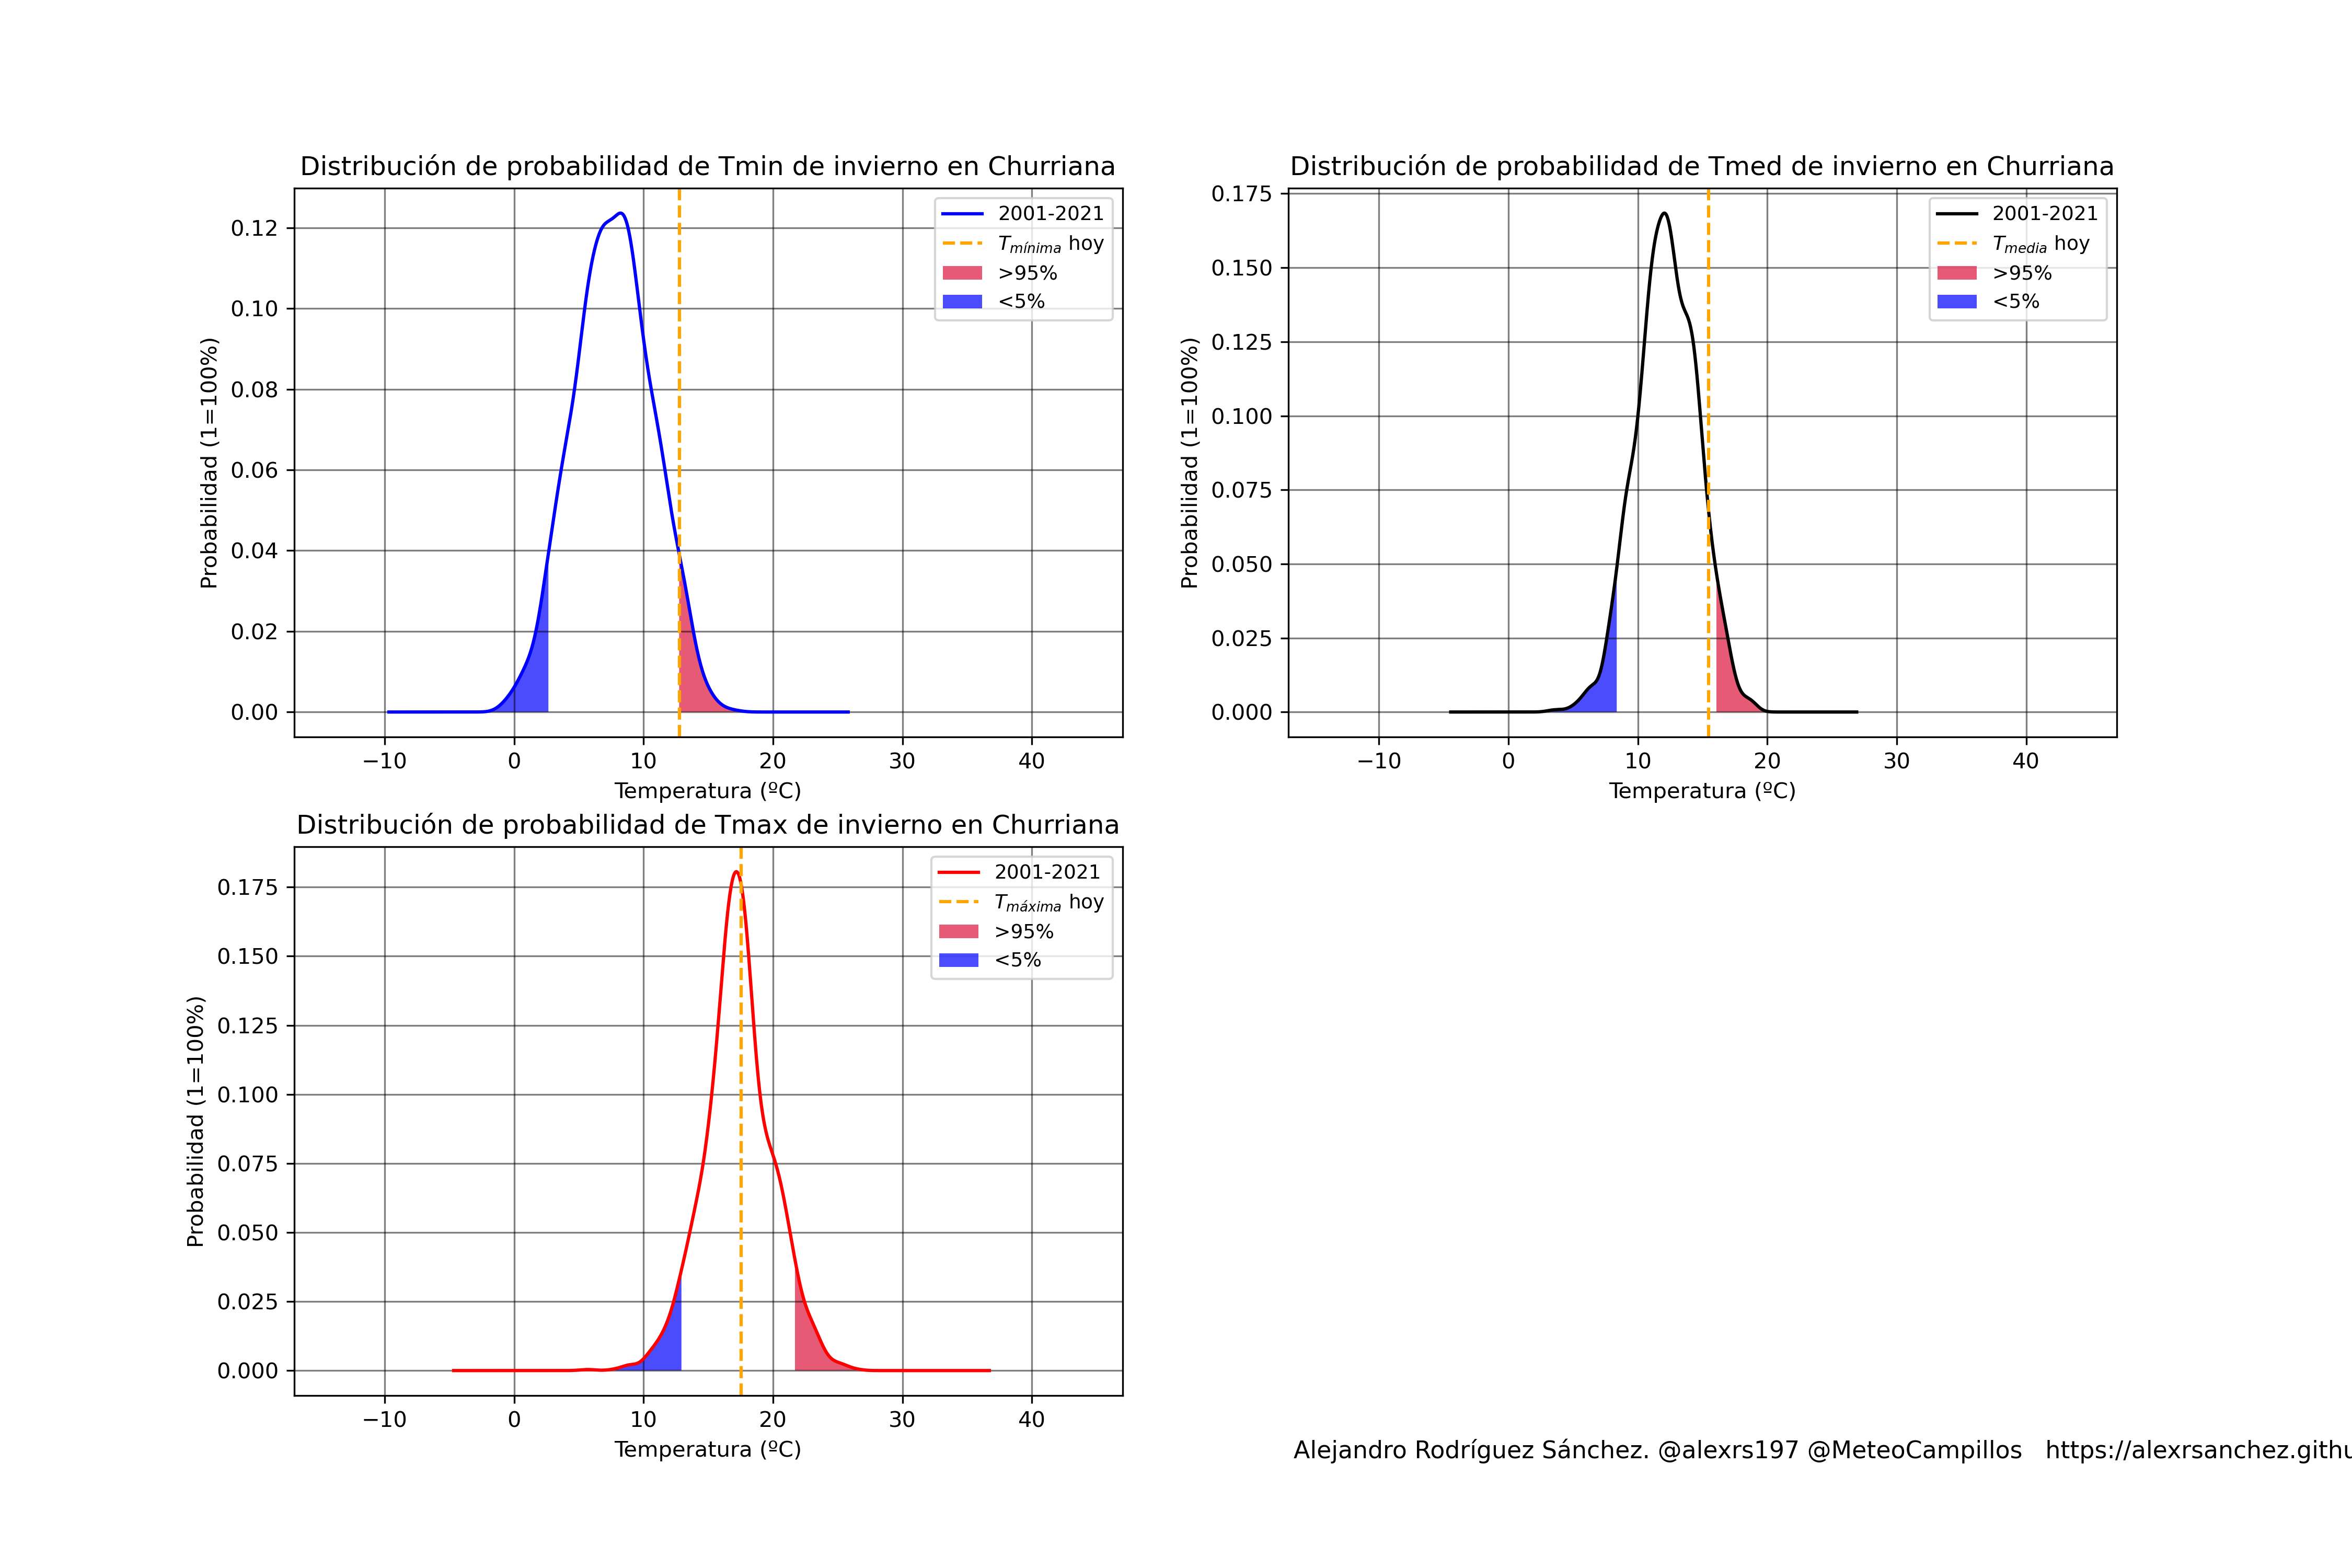 Distribución de probabilidad de Tmin de invierno en Churriana
0.12
0.10
0.08
0.06
0.04
0.02
0.00
Probabilidad (1=100%)
−10 0 10 20 30 40
Temperatura (ºC)
2001-2021
Tmínima hoy
>95%
<5%
Distribución de probabilidad de Tmed de invierno en Churriana
0.175
0.150
0.125
0.100
0.075
0.050
0.025
0.000
Probabilidad (1=100%)
−10 0 10 20 30 40
Temperatura (ºC)
2001-2021
Tmedia hoy
>95%
<5%
Distribución de probabilidad de Tmax de invierno en Churriana
0.175
0.150
0.125
0.100
0.075
0.050
0.025
0.000
Probabilidad (1=100%)
−10 0 10 20 30 40
Temperatura (ºC)
2001-2021
Tmáxima hoy
>95%
<5%
Alejandro Rodríguez Sánchez. @alexrs197 @MeteoCampillos https://alexrsanchez.githu